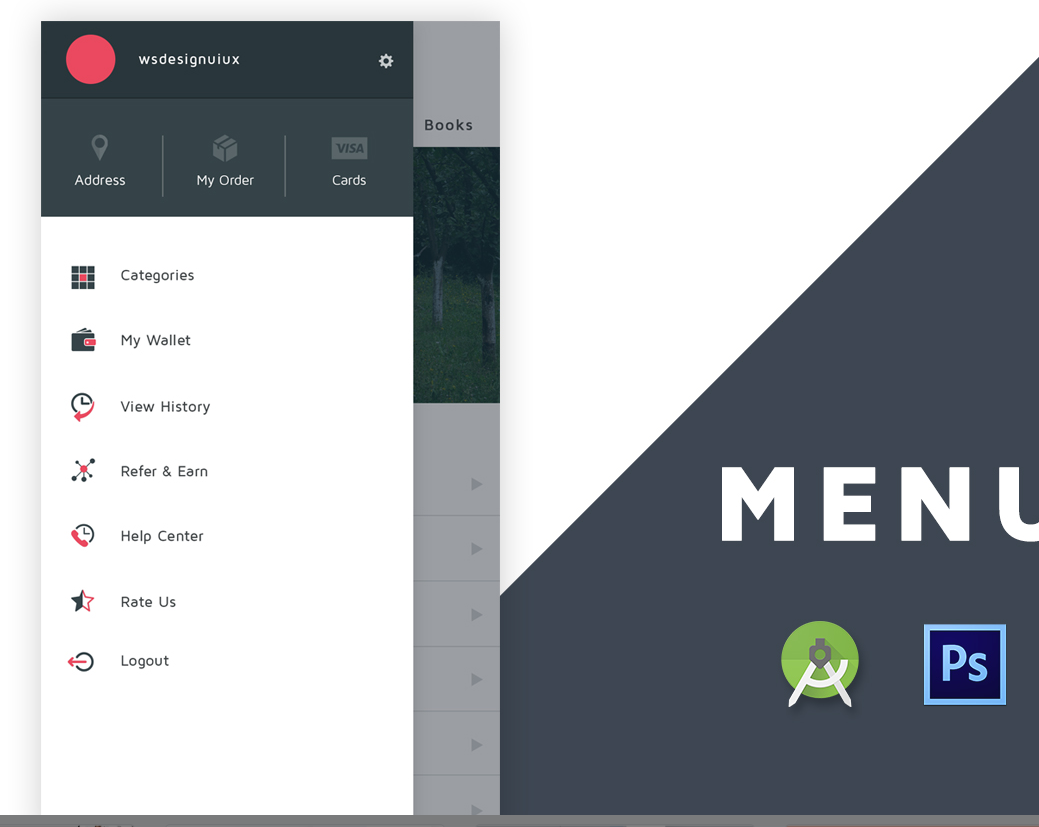 wsdesignuiux
Books
Address
My Order
VISA
Cards
Categories
My Wallet
View History
Refer & Earn
Help Center
Rate Us
Logout
MENU
Ps